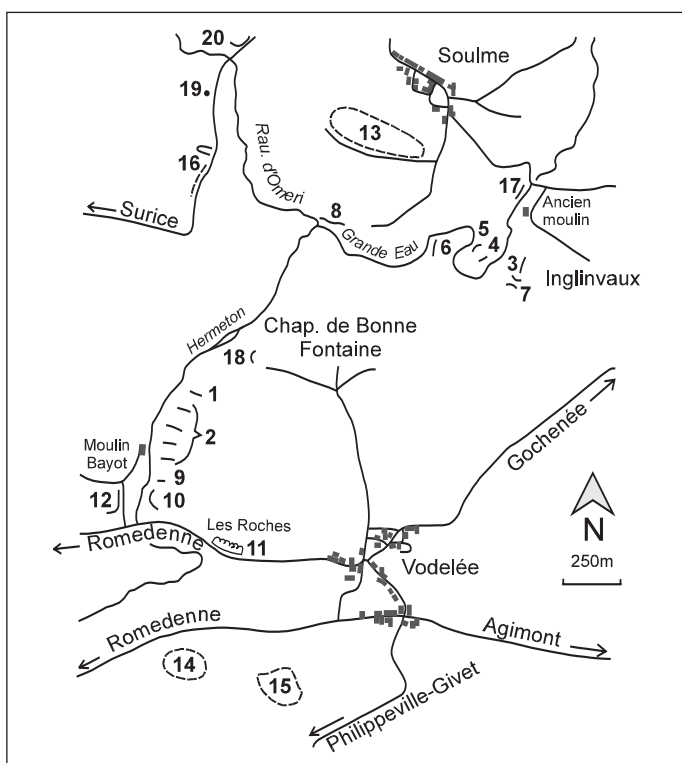 20
Soulme
19
13
16
Rau. d'Omeri
17
Surice
8
Ancien
moulin
Grande Eau
5
4
6
3
Inglinvaux
7
Hermeton
Chap. de Bonne
Fontaine
18
1
Gochenée
2
Moulin
Bayot
9
12
10
N
Les Roches
Romedenne
11
250m
Vodelée
Romedenne
Agimont
14
15
Philippeville-Givet